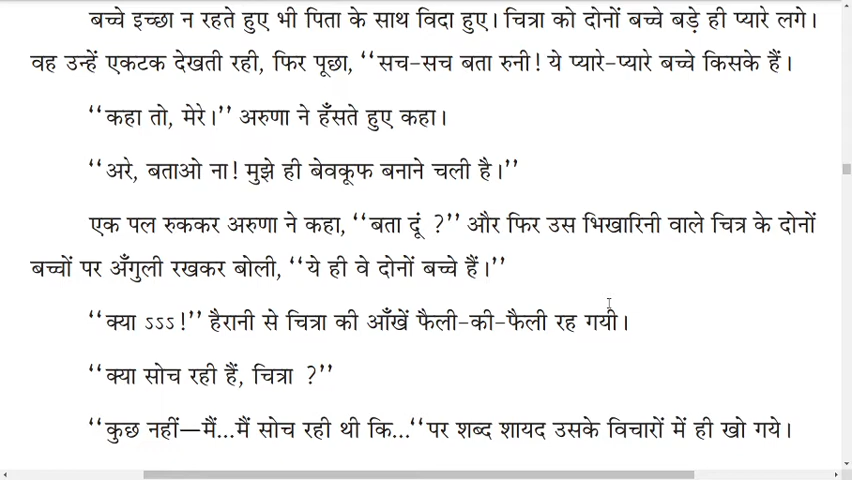 बच्चे इच्छा न रहते हुए भी पिता के साथ विदा हुए। चित्रा को दोनों बच्चे बड़े ही प्यारे लगे।
वह उन्हें एकटक देखती रही, फिर पूछा, ‘‘सच-सच बता रुनी! ये प्यारे-प्यारे बच्चे किसके हैं।
‘‘कहा तो, मेरे।’’ अरुणा ने हँसते हुए कहा।
‘‘अरे, बताओ ना! मुझे ही बेवकूफ बनाने चली है।’’
एक पल रुककर अरुणा ने कहा, ‘‘बता दूं ?’’ और फिर उस भिखारिनी वाले चित्र के दोनों
बच्चों पर अँगुली रखकर बोली, ‘‘ये ही वे दोनों बच्चे हैं।’’
‘‘क्या ऽऽऽ!’’ हैरानी से चित्रा की आँखें फैली-की-फैली रह गयी।
‘‘क्या सोच रही हैं, चित्रा ?’’
‘‘कुछ नहीं—मैं...मैं सोच रही थी कि...‘‘पर शब्द शायद उसके विचारों में ही खो गये।